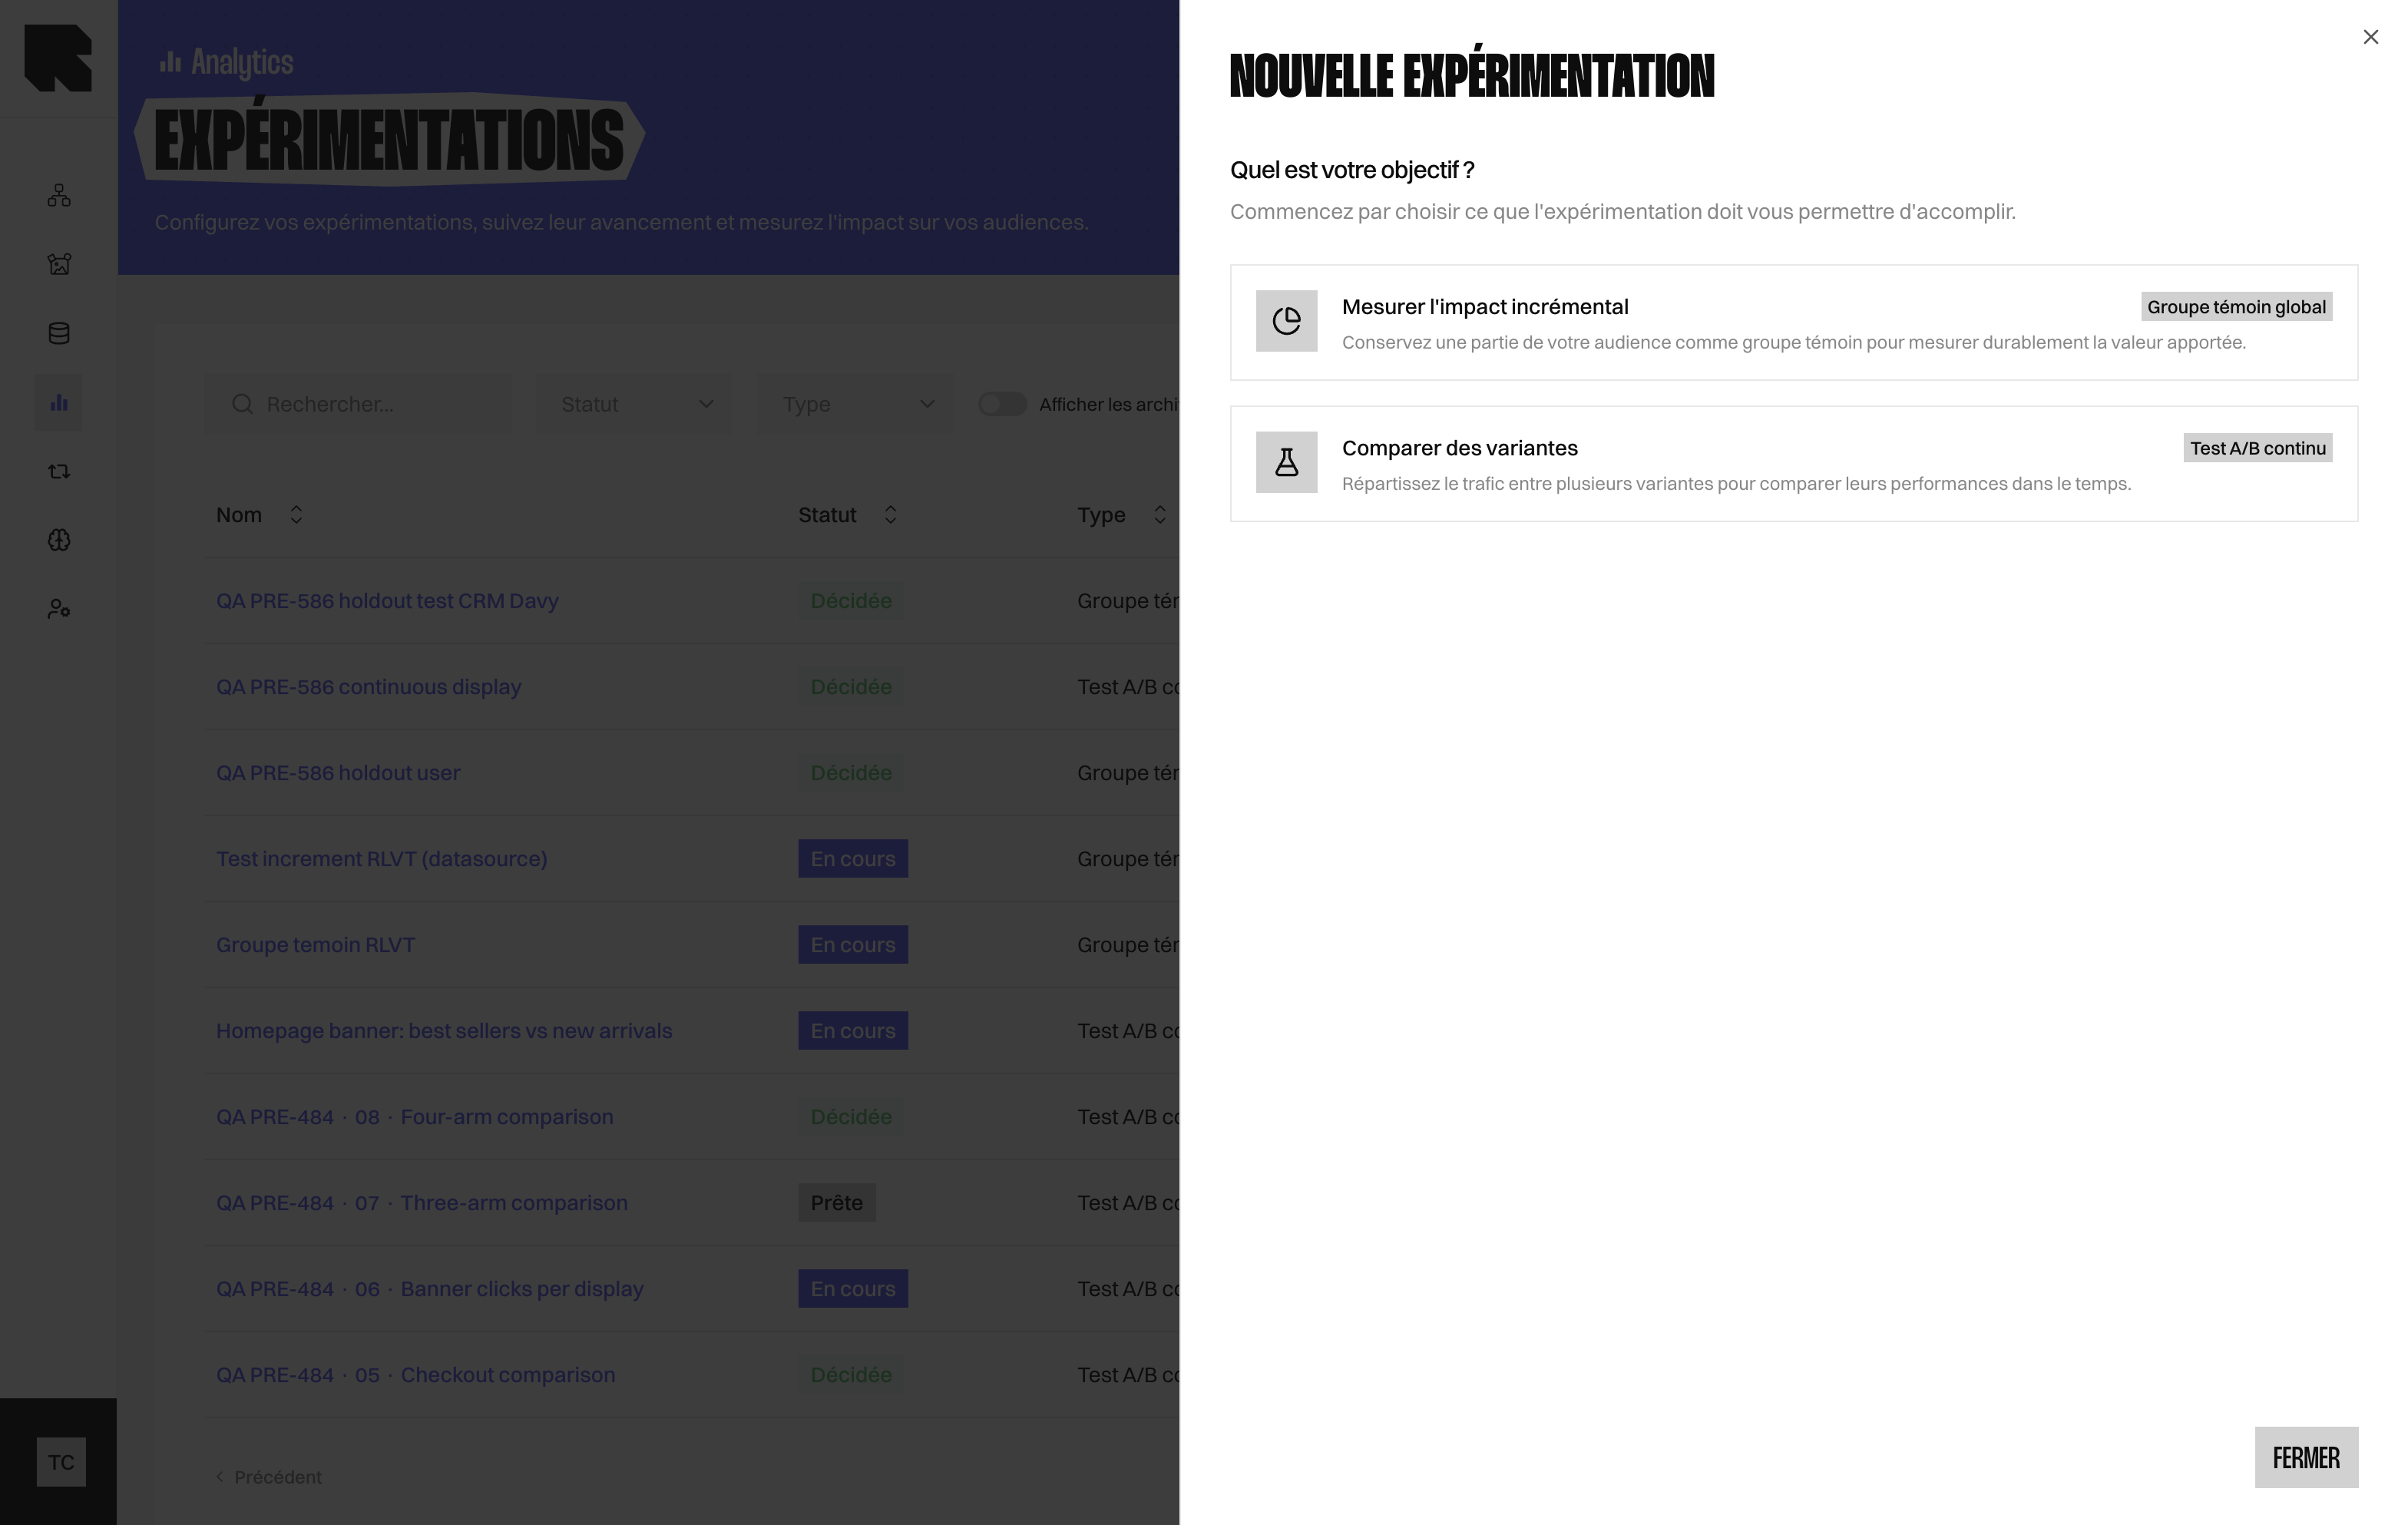 Analytics
EXPÉRIMENTATIONS
Configurez vos expérimentations, suivez leur avancement et mesurez l'impact sur vos audiences.
Rechercher...
Statut
Type
Afficher les archi
Nom
Statut
Type
QA PRE-586 holdout test CRM Davy
Décidée
Groupe tér
QA PRE-586 continuous display
Décidée
Test A/B co
QA PRE-586 holdout user
Décidée
Groupe tér
Test increment RLVT (datasource)
En cours
Groupe tér
Groupe temoin RLVT
En cours
Groupe tér
Homepage banner: best sellers vs new arrivals
En cours
Test A/B co
QA PRE-484 · 08 · Four-arm comparison
Décidée
Test A/B co
QA PRE-484 · 07 · Three-arm comparison
Prête
Test A/B co
QA PRE-484 · 06 · Banner clicks per display
En cours
Test A/B co
QA PRE-484 · 05 · Checkout comparison
Décidée
Test A/B co
Précédent
TC
NOUVELLE EXPÉRIMENTATION
Quel est votre objectif ?
Commencez par choisir ce que l'expérimentation doit vous permettre d'accomplir.
Mesurer l'impact incrémental
Groupe témoin global
Conservez une partie de votre audience comme groupe témoin pour mesurer durablement la valeur apportée.
Comparer des variantes
Test A/B continu
Répartissez le trafic entre plusieurs variantes pour comparer leurs performances dans le temps.
FERMER